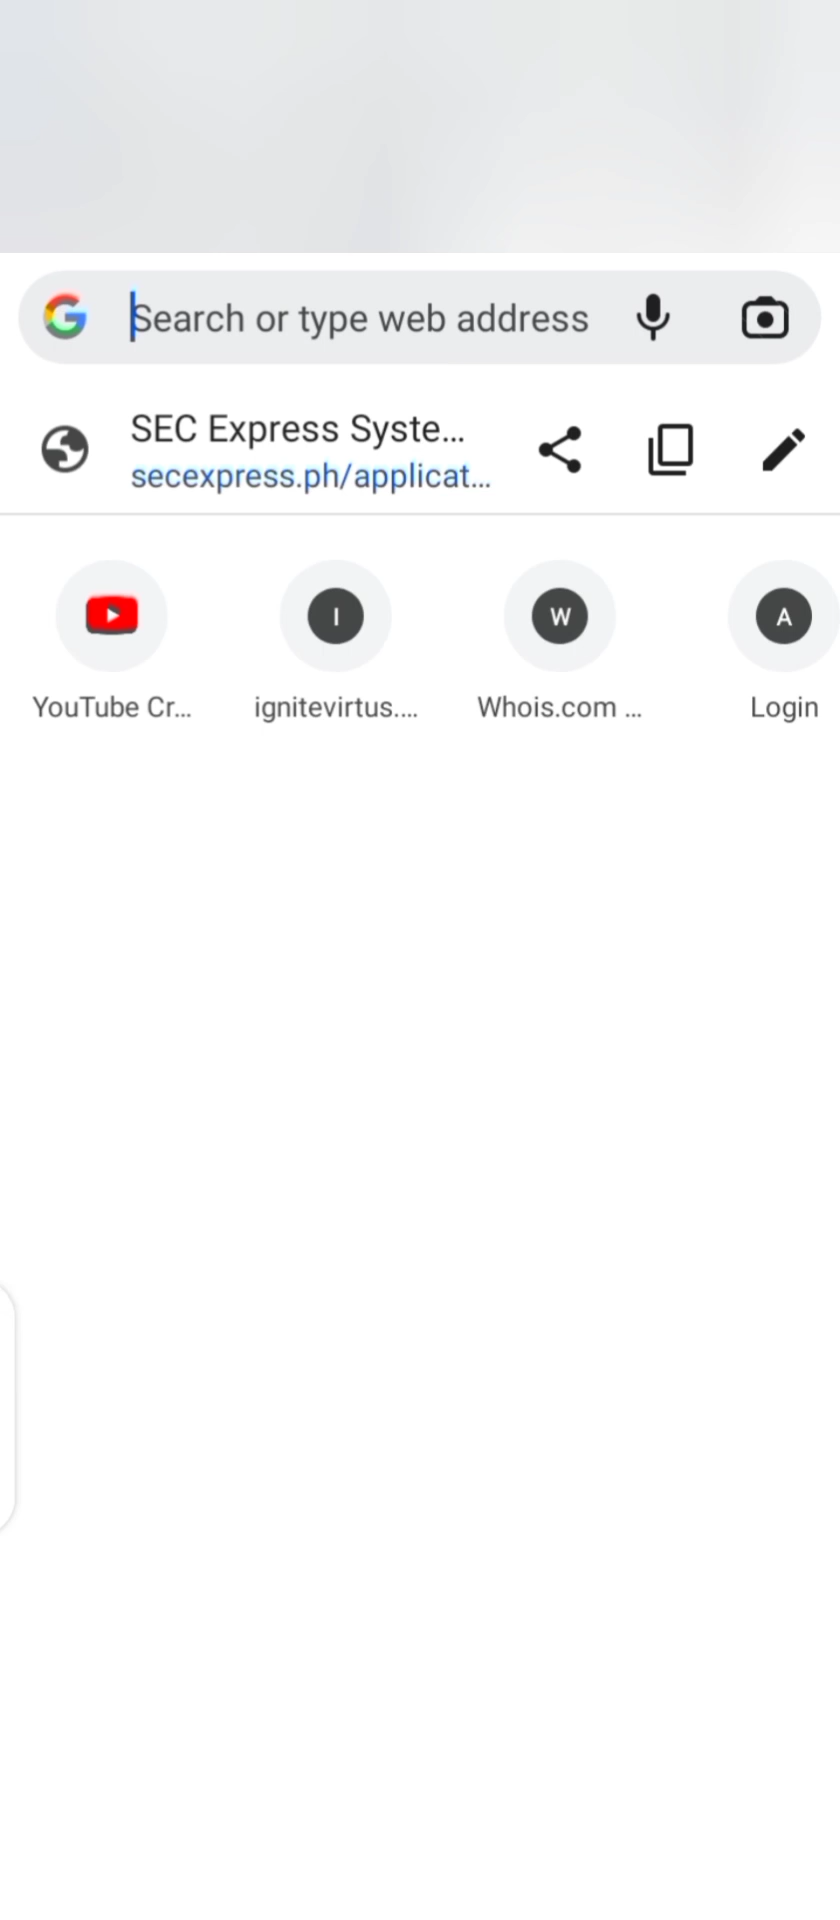 Search or type web address
SEC Express Syste...
secexpress.ph/applicat...
I
W
A
YouTube Cr...
ignitevirtus....
Whois.com ...
Login